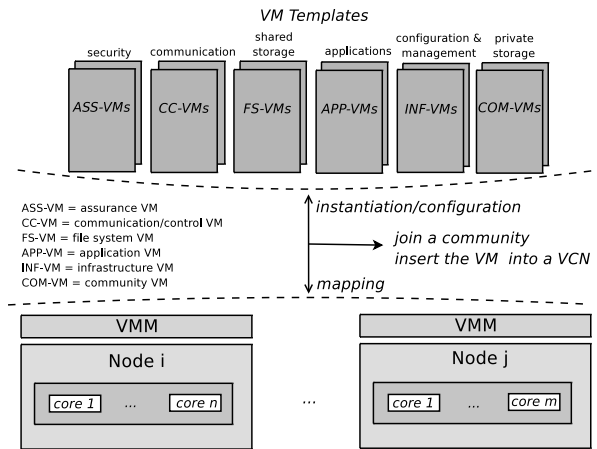 VM Templates
security
communication
shared
storage
applications
configuration &
management
private
storage
ASS-VMs
CC-VMs
FS-VMs
APP-VMs
INF-VMs
COM-VMs
ASS-VM = assurance VM
CC-VM = communication/control VM
FS-VM = file system VM
APP-VM = application VM
INF-VM = infrastructure VM
COM-VM = community VM
instantiation/configuration
join a community
insert the VM into a VCN
mapping
VMM
VMM
Node i
Node j
core 1 ... core n
...
core 1 ... core m